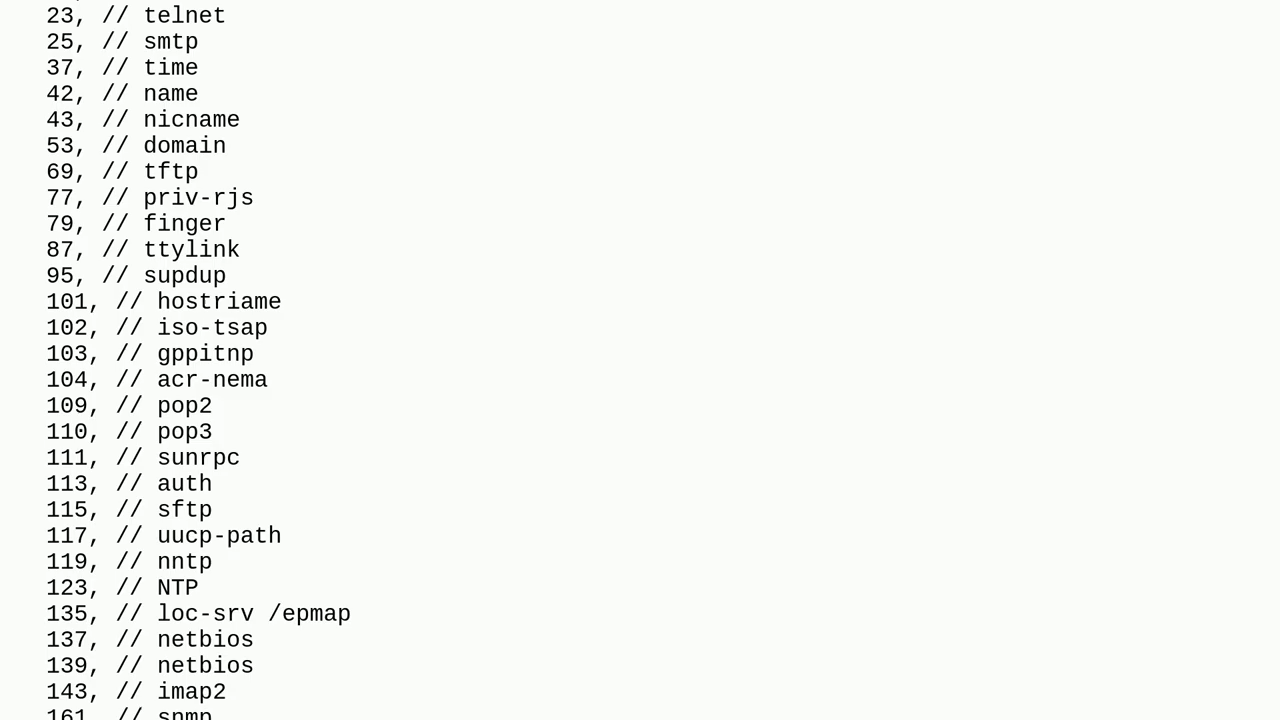 23, // telnet
25, // smtp
37, // time
42, // name
43, // nicname
53, // domain
69, // tftp
77, // priv-rjs
79, // finger
87, // ttylink
95, // supdup
101, // hostriame
102, // iso-tsap
103, // gppitnp
104, // acr-nema
109, // pop2
110, // pop3
111, // sunrpc
113, // auth
115, // sftp
117, // uucp-path
119, // nntp
123, // NTP
135, // loc-srv /epmap
137, // netbios
139, // netbios
143, // imap2
161, // snmp